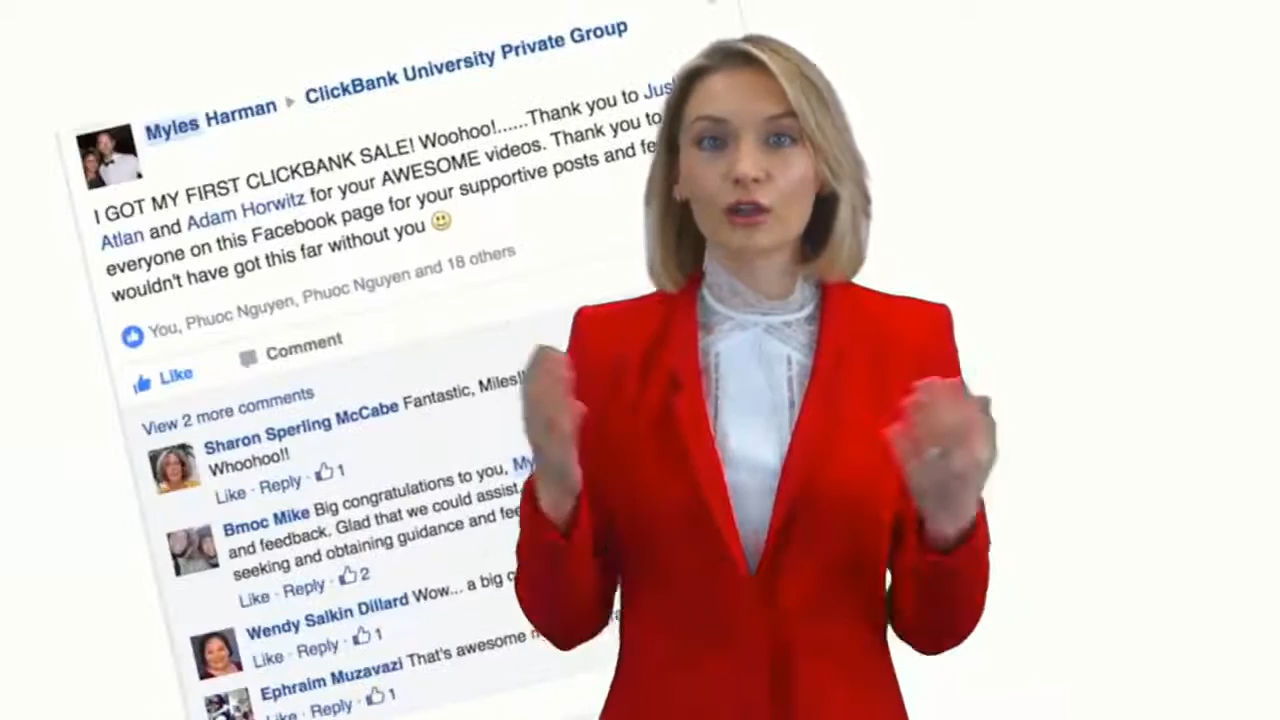 Myles Harman ▸ ClickBank University Private Group
I GOT MY FIRST CLICKBANK SALE! Woohoo!......Thank you to
Atlan and Adam Horwitz for your AWESOME videos. Thank you to
everyone on this Facebook page for your supportive posts and
wouldn't have got this far without you
You, Phuoc Nguyen, Phuoc Nguyen and 18 others
Like Comment
View 2 more comments
Sharon Sperling McCabe Fantastic, Miles!!
Whoohoo!!
Like · Reply · 1
Bmoc Mike Big congratulations to you,
and feedback. Glad that we could assist
seeking and obtaining guidance and
Like · Reply · 2
Wendy Salkin Dillard Wow... a big
Like · Reply · 1
Ephraim Muzavazi That's awesome
Like · Reply · 1